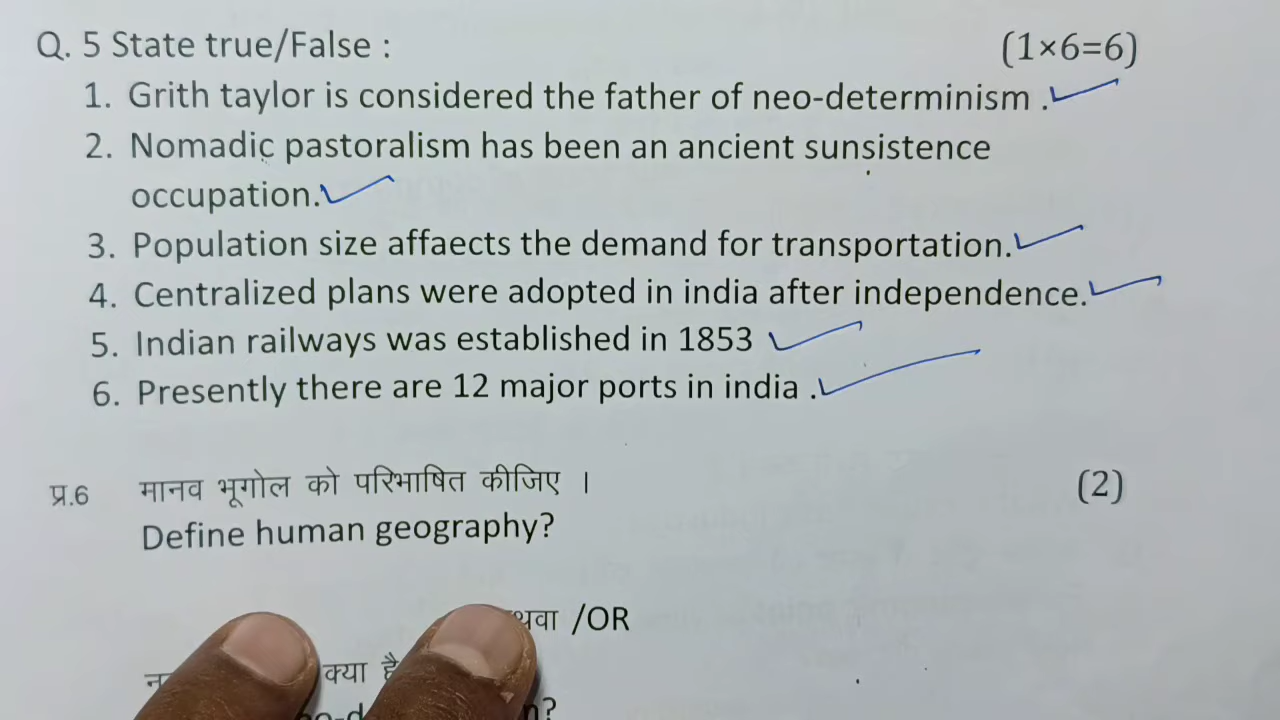 Q. 5 State true/False : (1×6=6)
1. Grith taylor is considered the father of neo-determinism .
2. Nomadic pastoralism has been an ancient sunsistence
occupation.
3. Population size affaects the demand for transportation.
4. Centralized plans were adopted in india after independence.
5. Indian railways was established in 1853
6. Presently there are 12 major ports in india .
प्र.6 मानव भूगोल को परिभाषित कीजिए । (2)
Define human geography?
/OR
क्या